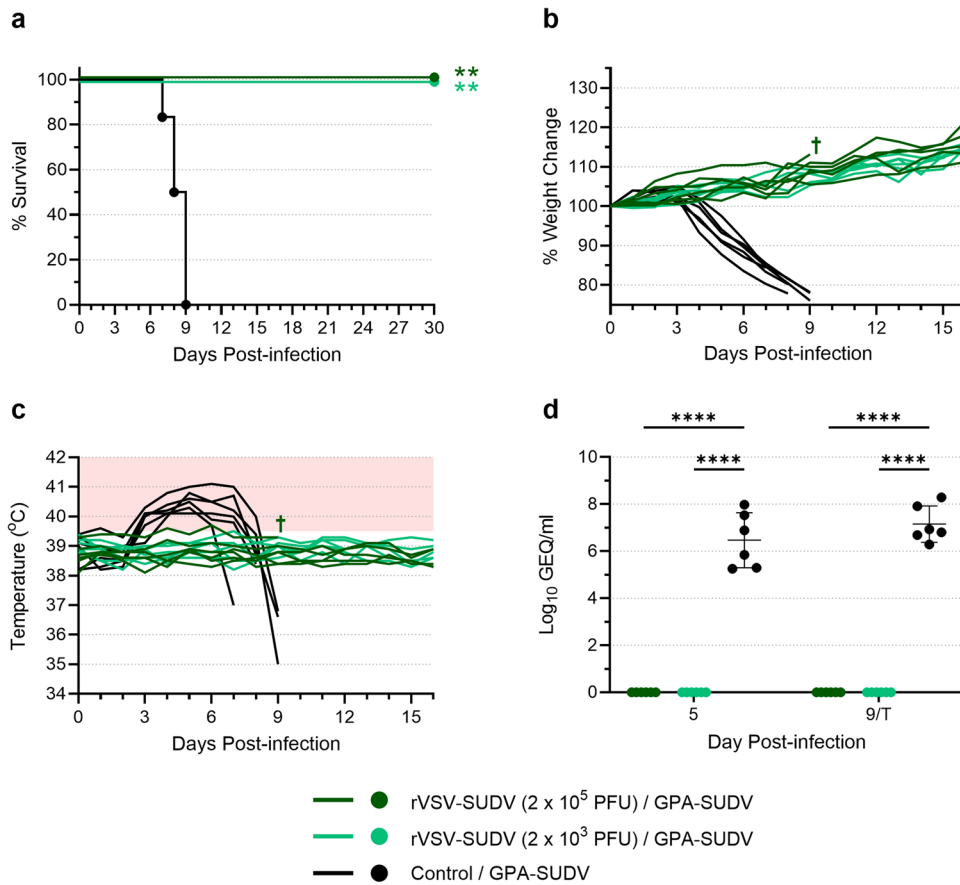 a
100
80
60
40
20
0
% Survival
**
**
0 3 6 9 12 15 18 21 24 27 30
Days Post-infection
b
130
120
110
100
90
80
% Weight Change
†
0 3 6 9 12 15
Days Post-infection
c
42
41
40
39
38
37
36
35
34
Temperature (°C)
†
0 3 6 9 12 15
Days Post-infection
d
**** ****
**** ****
10
8
6
4
2
0
Log₁₀ GEQ/ml
5 9/T
Day Post-infection
rVSV-SUDV (2 x 10⁵ PFU) / GPA-SUDV
rVSV-SUDV (2 x 10³ PFU) / GPA-SUDV
Control / GPA-SUDV